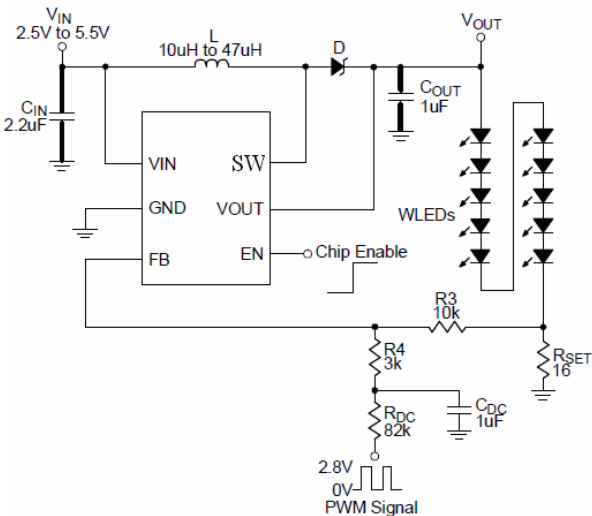 VIN
2.5V to 5.5V
L
10uH to 47uH
D
VOUT
CIN
2.2uF
COUT
1uF
VIN
SW
GND
VOUT
FB
EN
Chip Enable
WLEDs
R3
10k
R4
3k
RSET
16
RDC
82k
CDC
1uF
2.8V
0V
PWM Signal